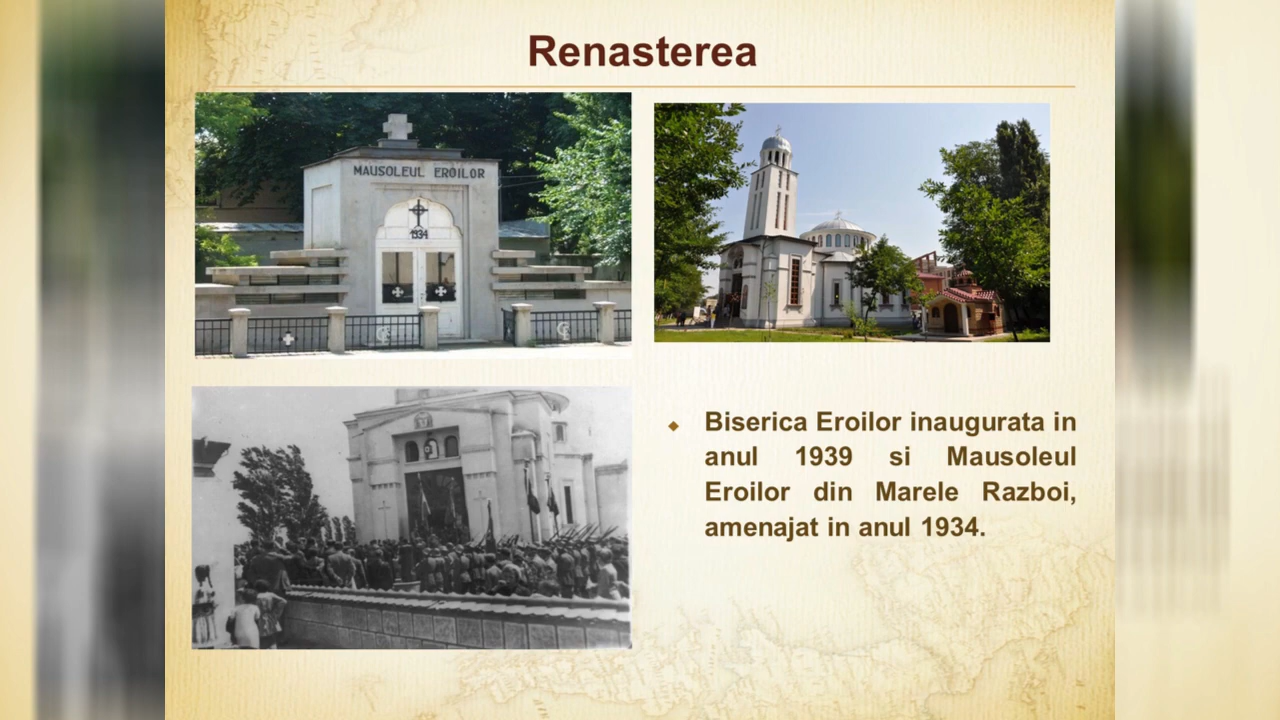 Renasterea
MAUSOLEUL EROILOR
1934
Biserica Eroilor inaugurata in
anul 1939 si Mausoleul
Eroilor din Marele Razboi,
amenajat in anul 1934.